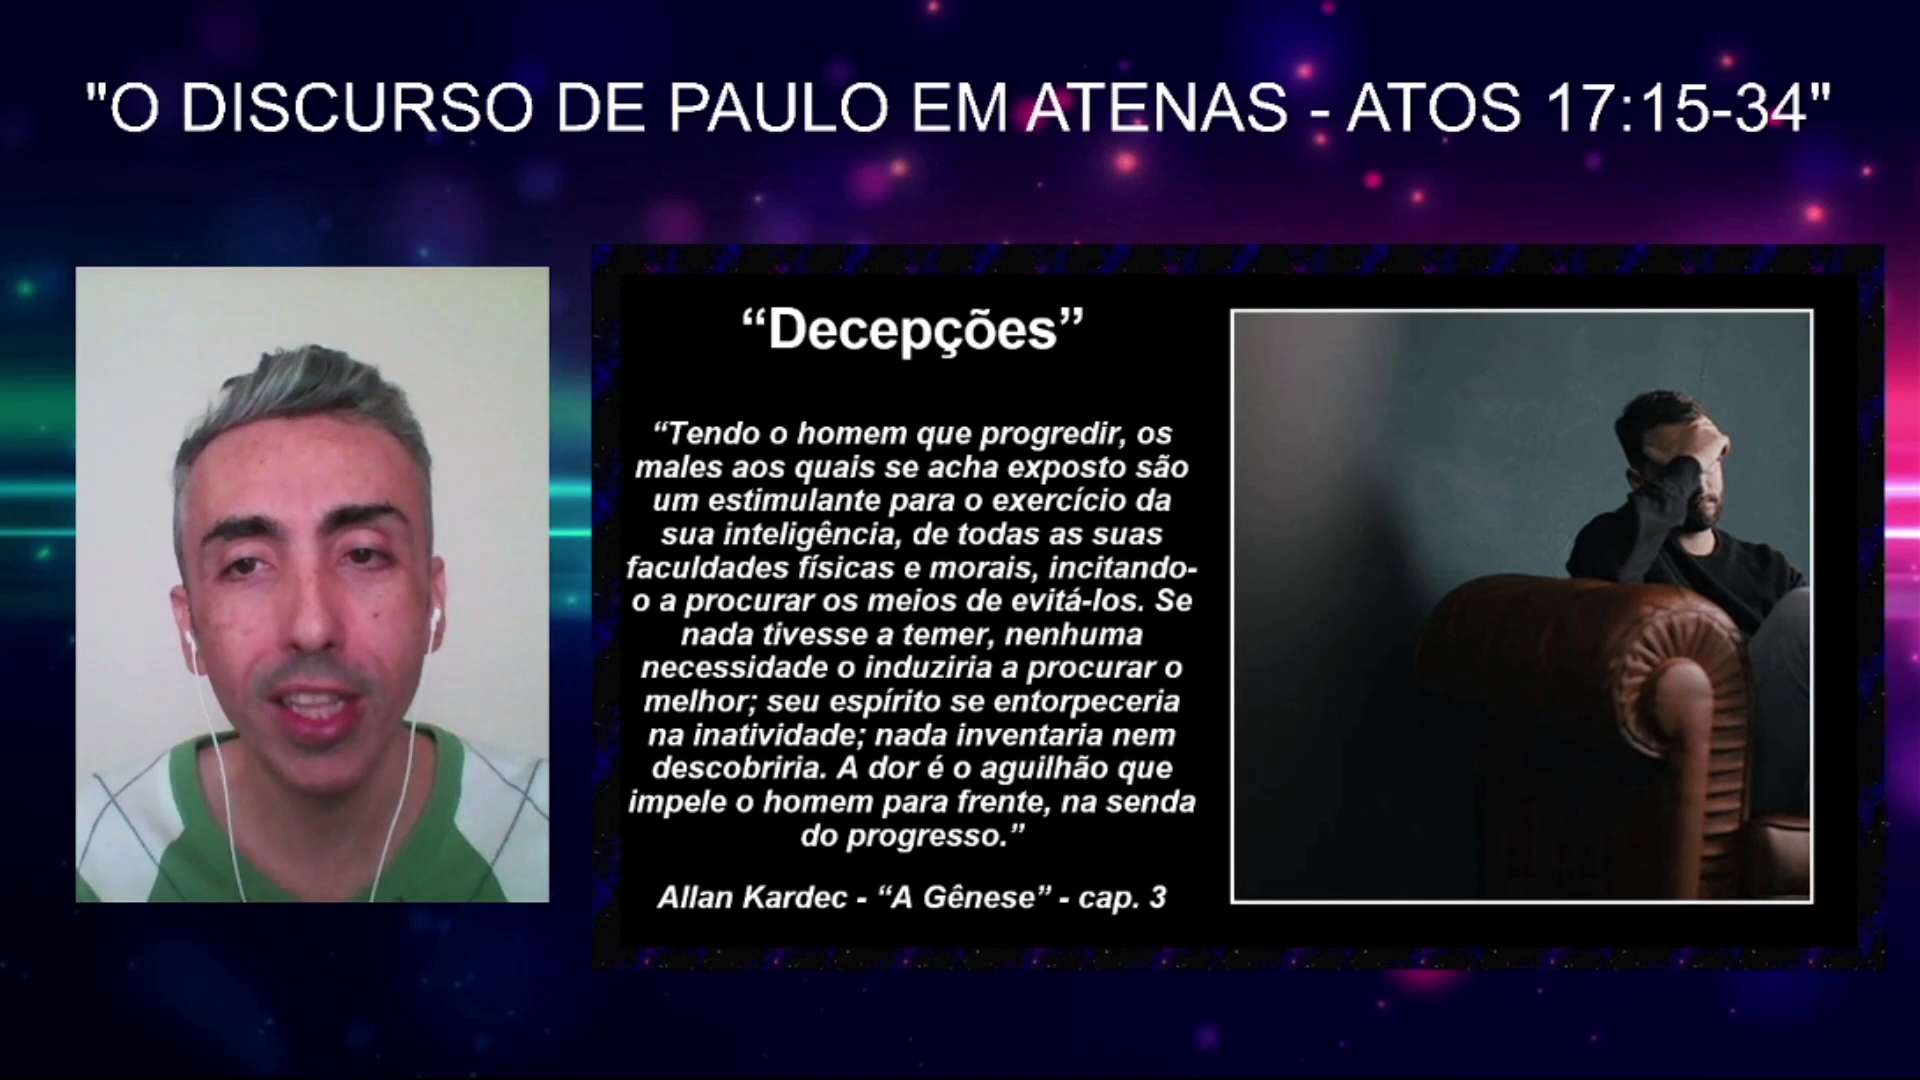 "O DISCURSO DE PAULO EM ATENAS - ATOS 17:15-34"
“Decepções”
“Tendo o homem que progredir, os
males aos quais se acha exposto são
um estimulante para o exercício da
sua inteligência, de todas as suas
faculdades físicas e morais, incitando-
o a procurar os meios de evitá-los. Se
nada tivesse a temer, nenhuma
necessidade o induziria a procurar o
melhor; seu espírito se entorpeceria
na inatividade; nada inventaria nem
descobriria. A dor é o aguilhão que
impele o homem para frente, na senda
do progresso.”
Allan Kardec - “A Gênese” - cap. 3